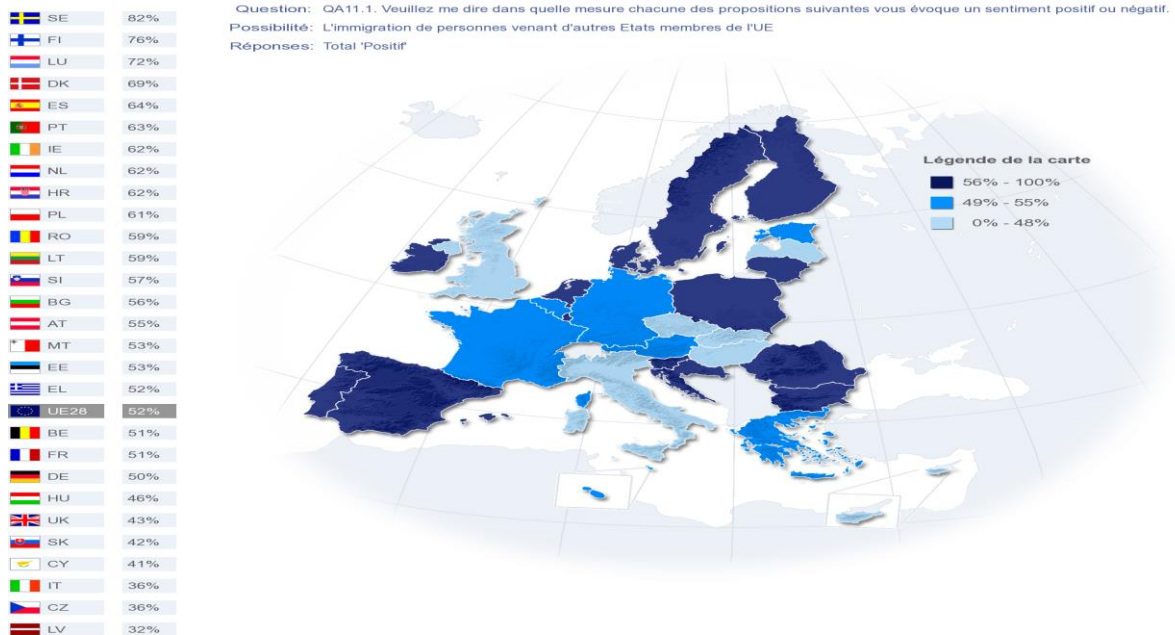 Question: QA11.1. Veuillez me dire dans quelle mesure chacune des propositions suivantes vous évoque un sentiment positif ou négatif.
Possibilité: L'immigration de personnes venant d'autres Etats membres de l'UE
Réponses: Total 'Positif'
SE 82%
FI 76%
LU 72%
DK 69%
ES 64%
PT 63%
IE 62%
NL 62%
HR 62%
PL 61%
RO 59%
LT 59%
SI 57%
BG 56%
AT 55%
MT 53%
EE 53%
EL 52%
UE28 52%
BE 51%
FR 51%
DE 50%
HU 46%
UK 43%
SK 42%
CY 41%
IT 36%
CZ 36%
LV 32%
Légende de la carte
56% - 100%
49% - 55%
0% - 48%